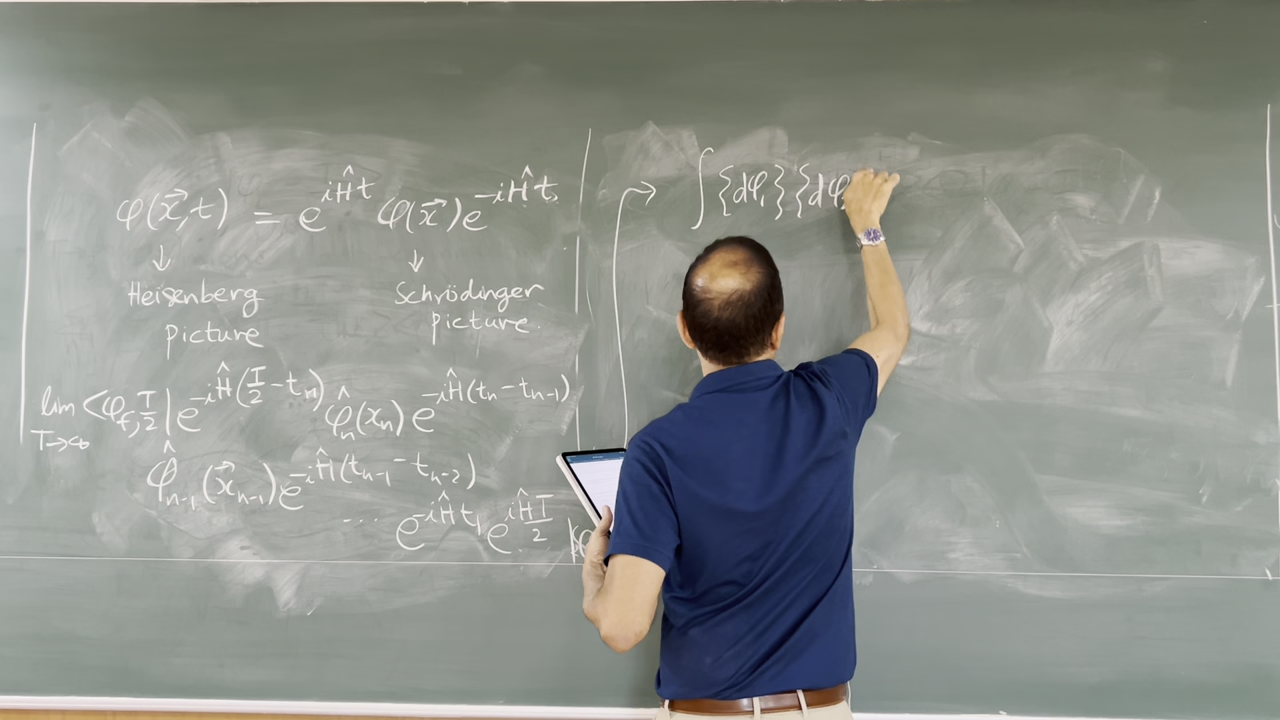 φ(x⃗,t) = e^{iĤt} φ(x⃗)e^{-iĤt}.
↓ ↓
Heisenberg picture
Schrödinger picture.
lim T→∞ <φ_f, T/2| e^{-iĤ(T/2 - t_n)} φ̂_n(x_n) e^{-iĤ(t_n - t_{n-1})}
φ̂_{n-1}(x⃗_{n-1}) e^{-iĤ(t_{n-1} - t_{n-2})}
... e^{-iĤt_1} e^{iĤT/2} |φ
→ ∫{dφ_1}{dφ